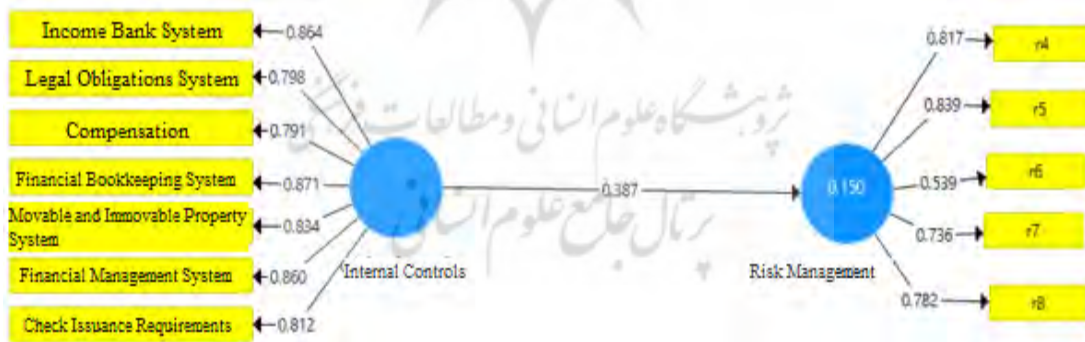 Income Bank System
0.864
Legal Obligations System
0.798
Compensation
0.791
Financial Bookkeeping System
0.871
Movable and Immovable Property
System
0.834
Financial Management System
0.860
Check Issuance Requirements
0.812
Internal Controls
0.387
0.150
Risk Management
0.817
r4
0.839
r5
0.539
r6
0.736
r7
0.782
r8
پژوهشگاه علوم انسانی و مطالعات فرهنگی
پرتال جامع علوم انسانی